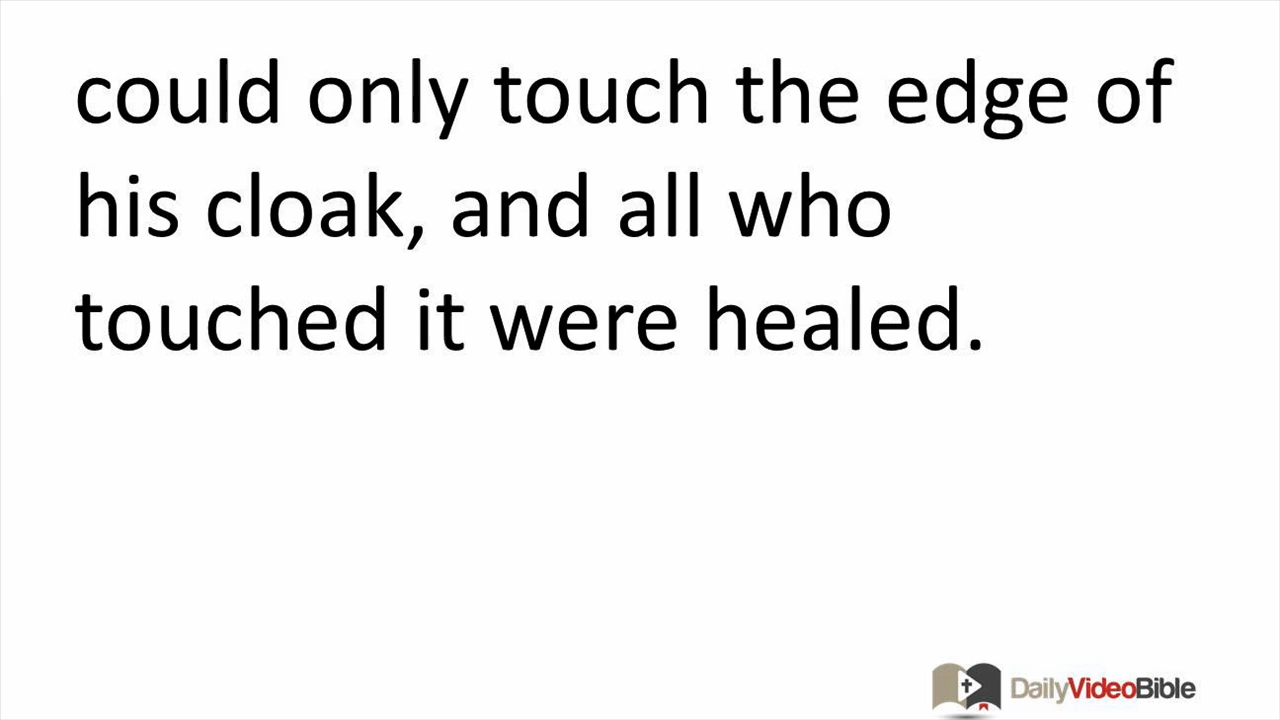 could only touch the edge of
his cloak, and all who
touched it were healed.
DailyVideoBible